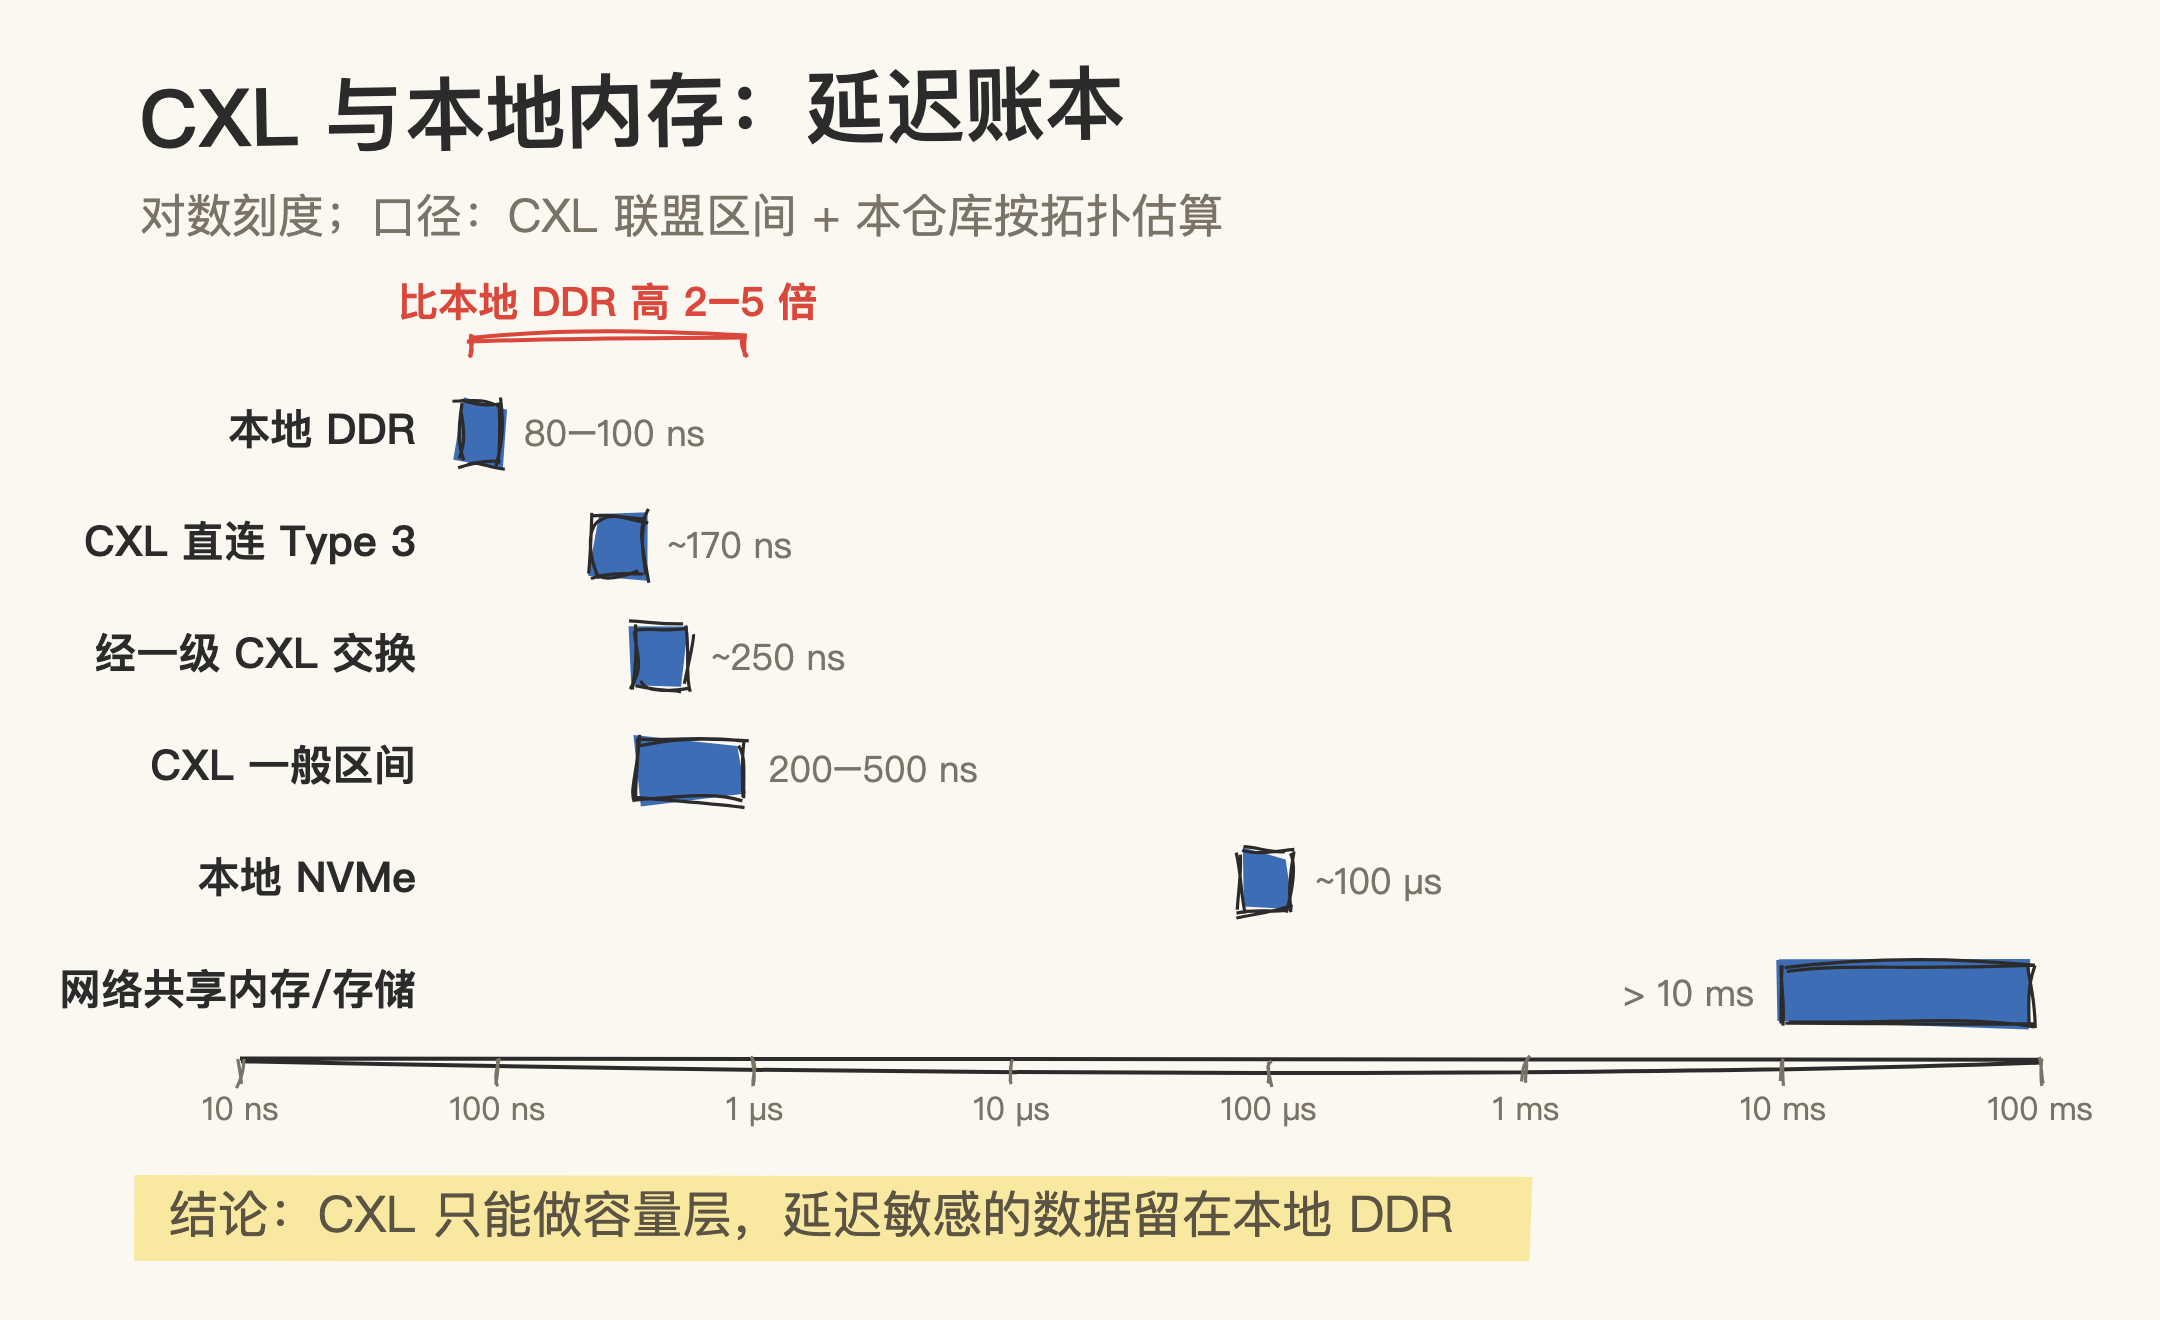 CXL 与本地内存：延迟账本
对数刻度；口径：CXL 联盟区间 + 本仓库按拓扑估算
比本地 DDR 高 2–5 倍
本地 DDR
80–100 ns
CXL 直连 Type 3
~170 ns
经一级 CXL 交换
~250 ns
CXL 一般区间
200–500 ns
本地 NVMe
~100 µs
网络共享内存/存储
> 10 ms
10 ns
100 ns
1 µs
10 µs
100 µs
1 ms
10 ms
100 ms
结论：CXL 只能做容量层，延迟敏感的数据留在本地 DDR